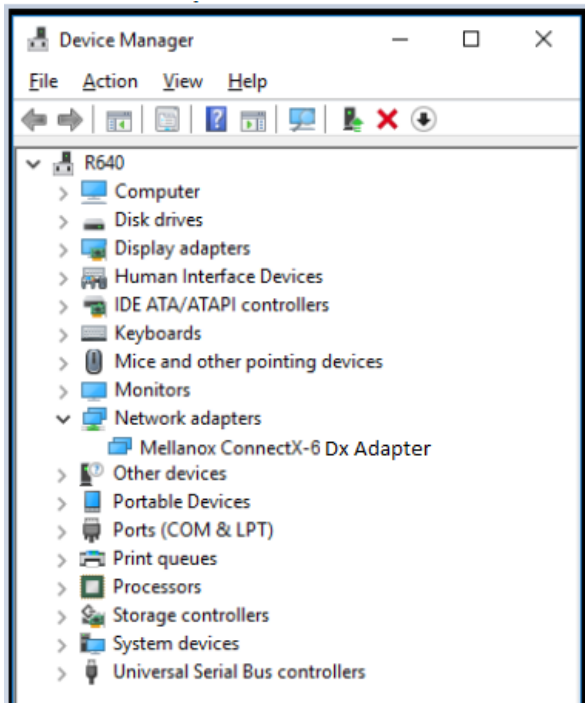 Device Manager
File Action View Help
R640
Computer
Disk drives
Display adapters
Human Interface Devices
IDE ATA/ATAPI controllers
Keyboards
Mice and other pointing devices
Monitors
Network adapters
Mellanox ConnectX-6 Dx Adapter
Other devices
Portable Devices
Ports (COM & LPT)
Print queues
Processors
Storage controllers
System devices
Universal Serial Bus controllers